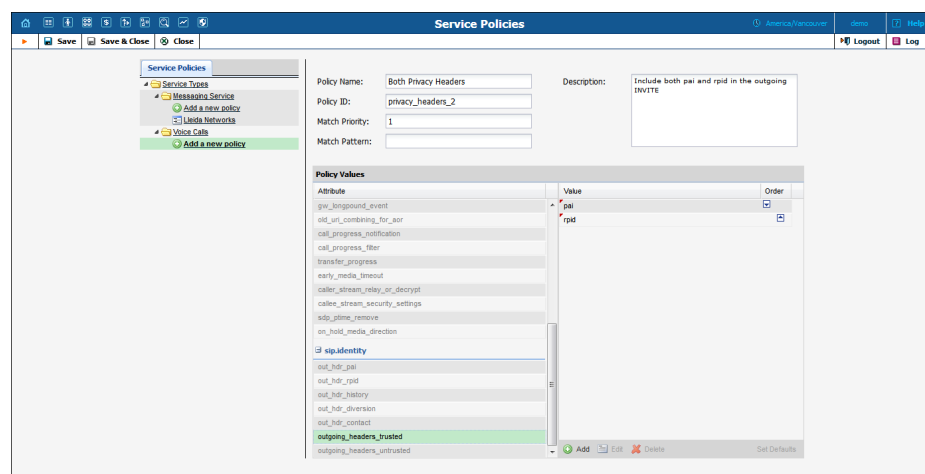 Service Policies
America/Vancouver
demo
Help
Save
Save & Close
Close
Logout
Log
Service Policies
Service Types
Messaging Service
Add a new policy
Lleida Networks
Voice Calls
Add a new policy
Policy Name: Both Privacy Headers
Policy ID: privacy_headers_2
Match Priority: 1
Match Pattern:
Description: Include both pai and rpid in the outgoing
INVITE
Policy Values
Attribute
gw_longpound_event
old_uri_combining_for_aor
call_progress_notification
call_progress_filter
transfer_progress
early_media_timeout
caller_stream_relay_or_decrypt
callee_stream_security_settings
sdp_ptime_remove
on_hold_media_direction
sip.identity
out_hdr_pai
out_hdr_rpid
out_hdr_history
out_hdr_diversion
out_hdr_contact
outgoing_headers_trusted
outgoing_headers_untrusted
Value Order
pai
rpid
Add Edit Delete Set Defaults